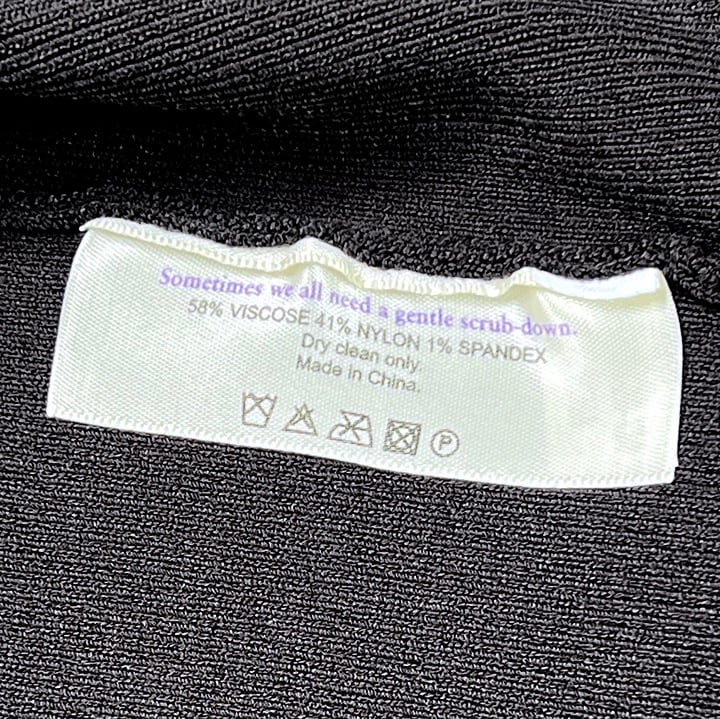 Sometimes we all need a gentle scrub-down.
58% VISCOSE 41% NYLON 1% SPANDEX
Dry clean only.
Made in China.
P